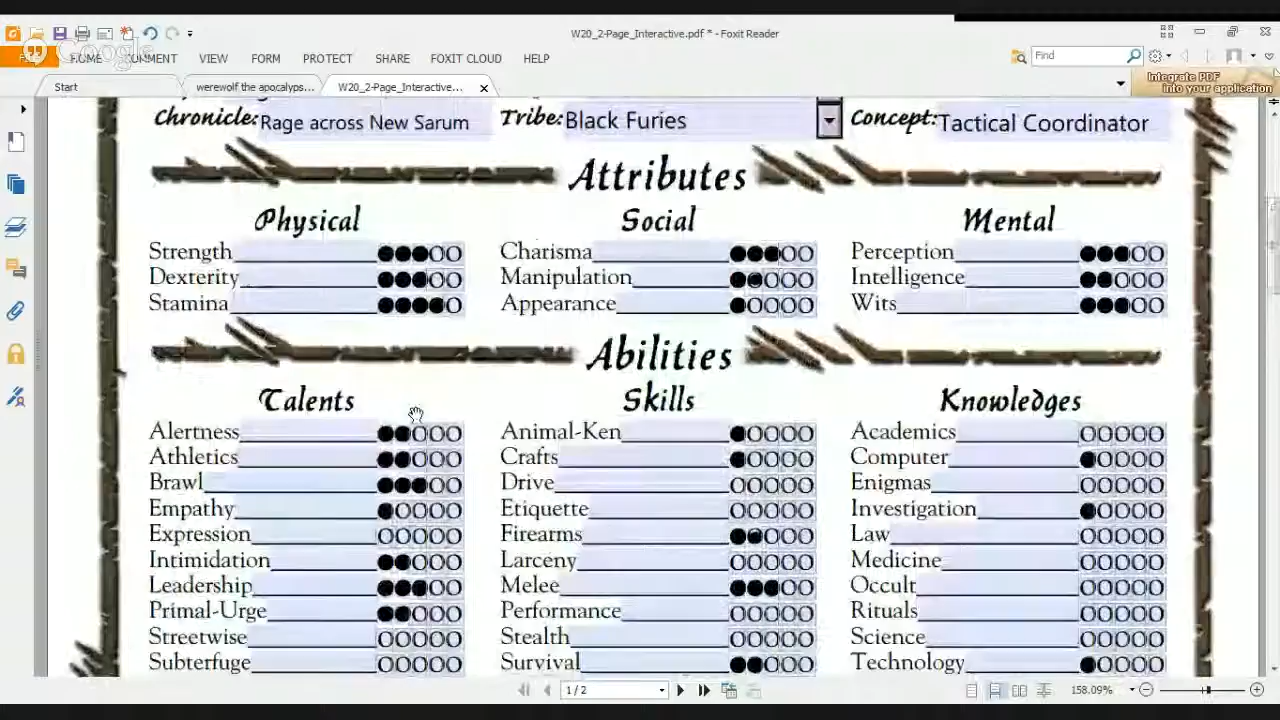 W20_2-Page_Interactive.pdf * - Foxit Reader
Google
HOME COMMENT VIEW FORM PROTECT SHARE FOXIT CLOUD HELP
Find
Start werewolf the apocalyps... W20_2-Page_Interactive...
Integrate PDF
into your application
Chronicle: Rage across New Sarum Tribe: Black Furies Concept: Tactical Coordinator
Attributes
Physical Social Mental
Strength Charisma Perception
Dexterity Manipulation Intelligence
Stamina Appearance Wits
Abilities
Talents Skills Knowledges
Alertness Animal-Ken Academics
Athletics Crafts Computer
Brawl Drive Enigmas
Empathy Etiquette Investigation
Expression Firearms Law
Intimidation Larceny Medicine
Leadership Melee Occult
Primal-Urge Performance Rituals
Streetwise Stealth Science
Subterfuge Survival Technology
1 / 2 158.09%